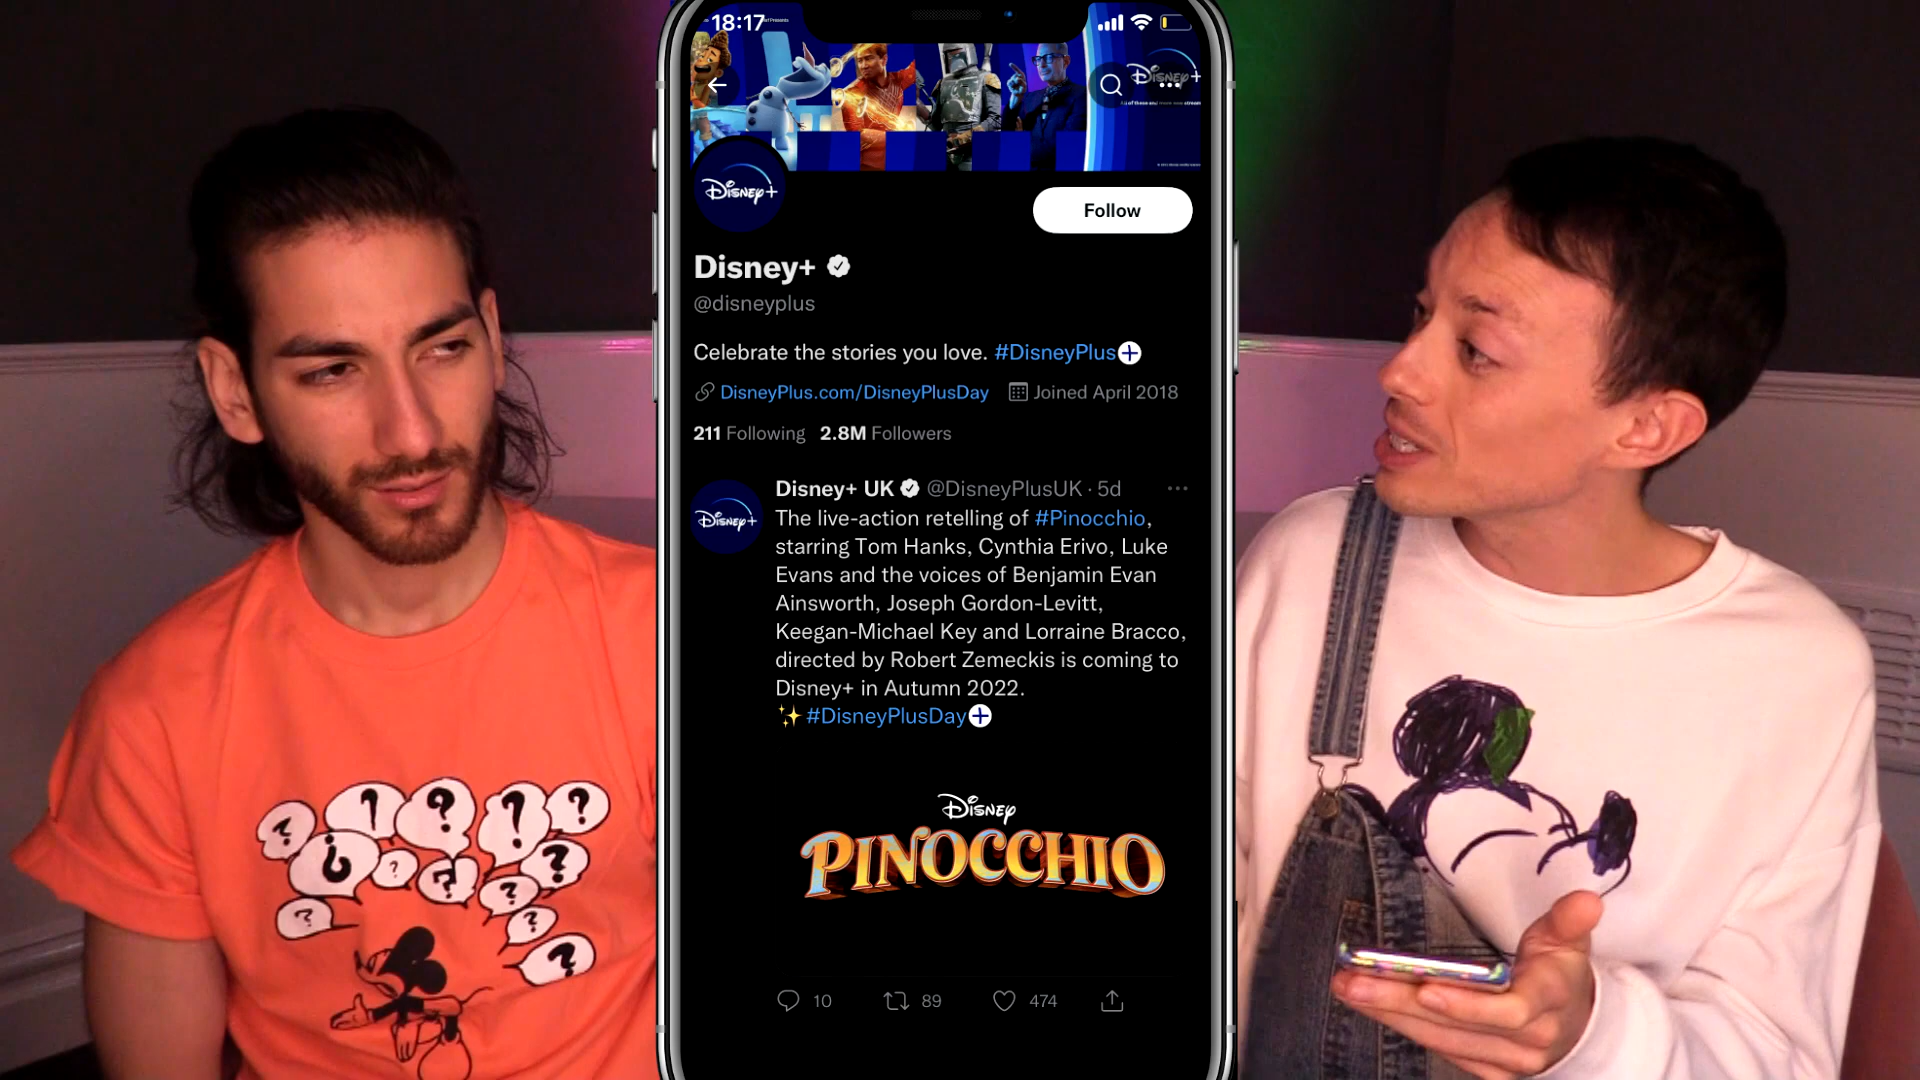 18:17
Disney+
Disney+
Follow
Disney+
@disneyplus
Celebrate the stories you love. #DisneyPlus
DisneyPlus.com/DisneyPlusDay Joined April 2018
211 Following 2.8M Followers
Disney+ UK @DisneyPlusUK · 5d
Disney+
The live-action retelling of #Pinocchio,
starring Tom Hanks, Cynthia Erivo, Luke
Evans and the voices of Benjamin Evan
Ainsworth, Joseph Gordon-Levitt,
Keegan-Michael Key and Lorraine Bracco,
directed by Robert Zemeckis is coming to
Disney+ in Autumn 2022.
✨ #DisneyPlusDay
Disney
PINOCCHIO
10 89 474
? ? ? ? ?
? ? ? ? ?
? ? ?